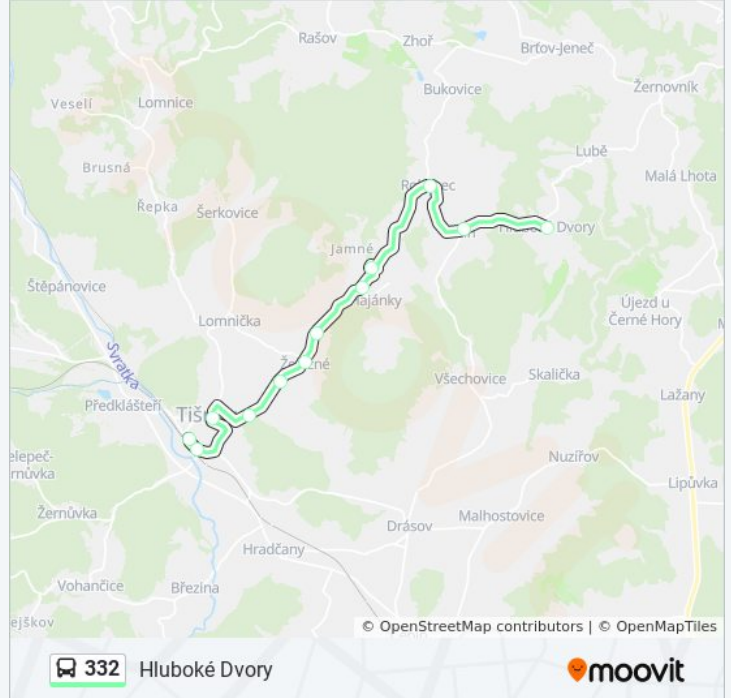 Rašov
Zhoř
Brťov-Jeneč
Bukovice
Veselí
Lomnice
Žernovník
Lubě
Brusná
Malá Lhota
Řepka
Šerkovice
Dvory
Jamné
Štěpánovice
Újezd u
Černé Hory
Lomnička
Svratka
Všechovice
Skalička
Předklášteří
Lažany
Nuzířov
Lipůvka
Žernůvka
Malhostovice
Drásov
Hradčany
Vohančice
Březina
© OpenStreetMap contributors | © OpenMapTiles
332 Hluboké Dvory moovit